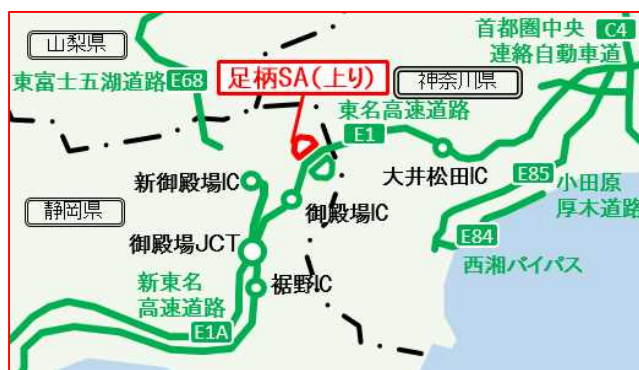 首都圏中央
連絡自動車道
C4
山梨県
東富士五湖道路
E68
足柄SA(上り)
神奈川県
東名高速道路
E1
大井松田IC
E85
小田原
厚木道路
新御殿場IC
御殿場IC
静岡県
御殿場JCT
E84
西湘バイパス
新東名
高速道路
裾野IC
E1A